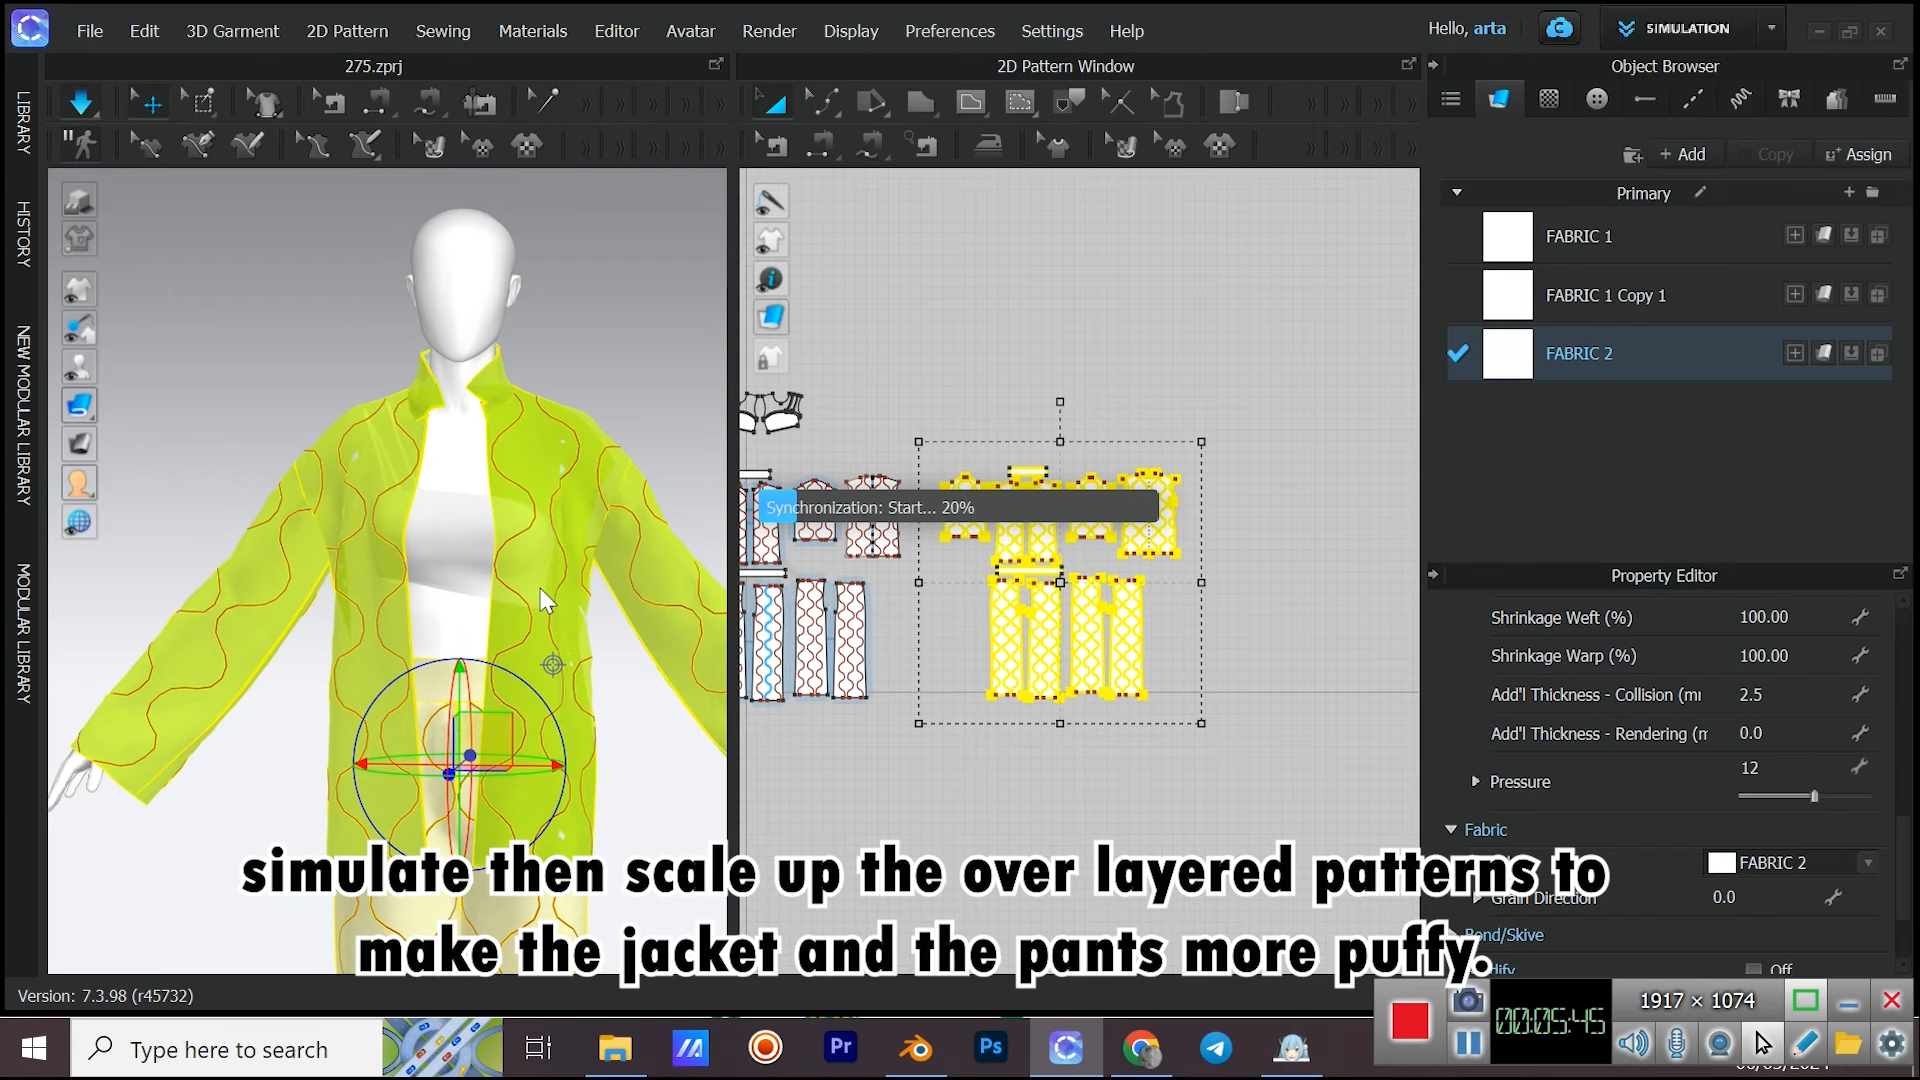 File Edit 3D Garment 2D Pattern Sewing Materials Editor Avatar Render Display Preferences Settings Help
Hello, arta
SIMULATION
275.zprj
2D Pattern Window
Object Browser
LIBRARY
HISTORY
NEW MODULAR LIBRARY
MODULAR LIBRARY
+ Add
Copy
Assign
Primary
FABRIC 1
FABRIC 1 Copy 1
FABRIC 2
Synchronization: Start... 20%
Property Editor
Shrinkage Weft (%) 100.00
Shrinkage Warp (%) 100.00
Add'l Thickness - Collision (mr 2.5
Add'l Thickness - Rendering (m 0.0
Pressure 12
Fabric
FABRIC 2
Grain Direction 0.0
Bond/Skive
Off
simulate then scale up the over layered patterns to
make the jacket and the pants more puffy.
Version: 7.3.98 (r45732)
00:05:45
1917 × 1074
Type here to search
Pr
Ps